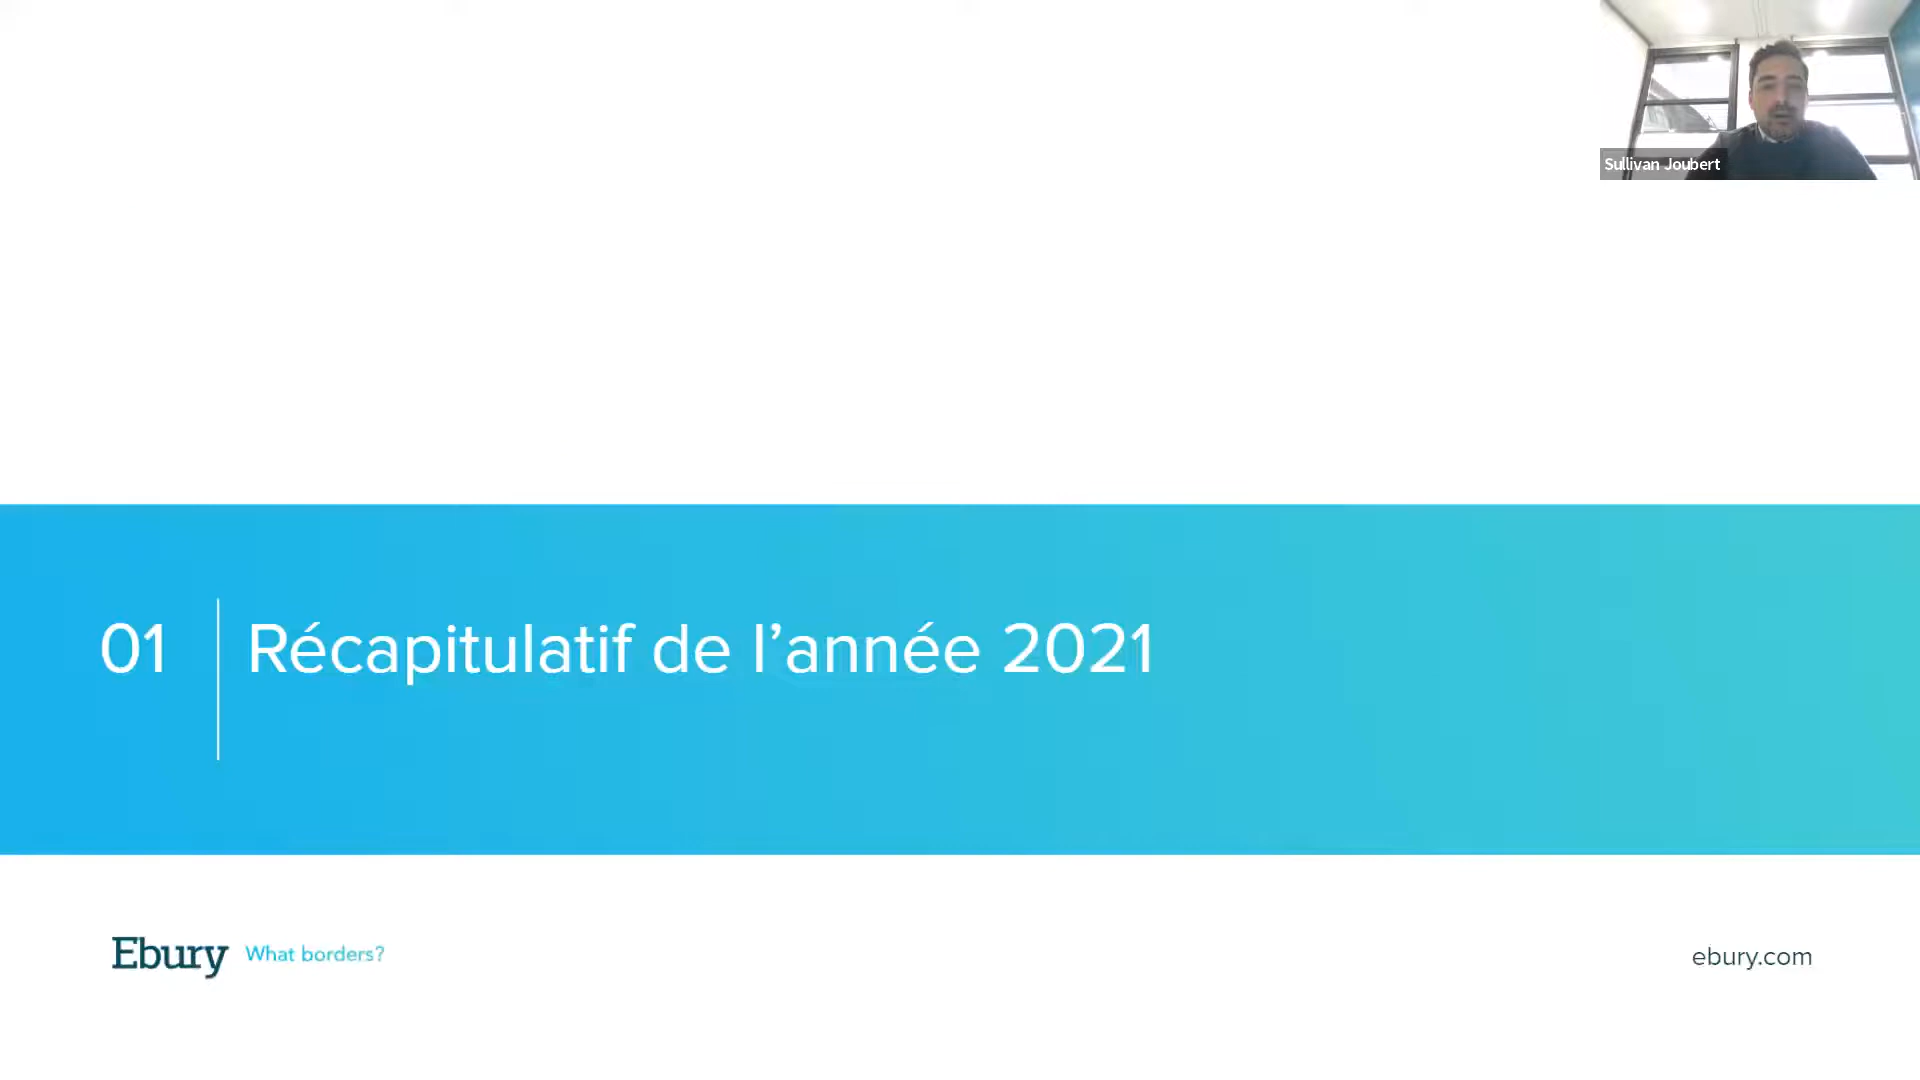 Sullivan Joubert
01 Récapitulatif de l’année 2021
Ebury What borders?
ebury.com